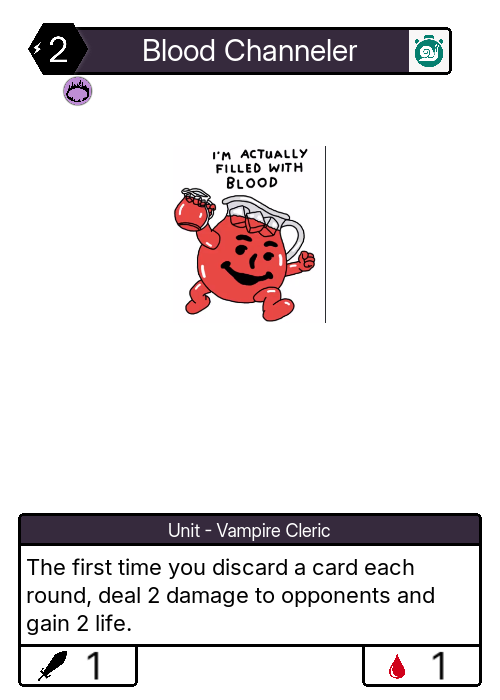 2
Blood Channeler
I'M ACTUALLY
FILLED WITH
BLOOD
Unit - Vampire Cleric
The first time you discard a card each
round, deal 2 damage to opponents and
gain 2 life.
1
1